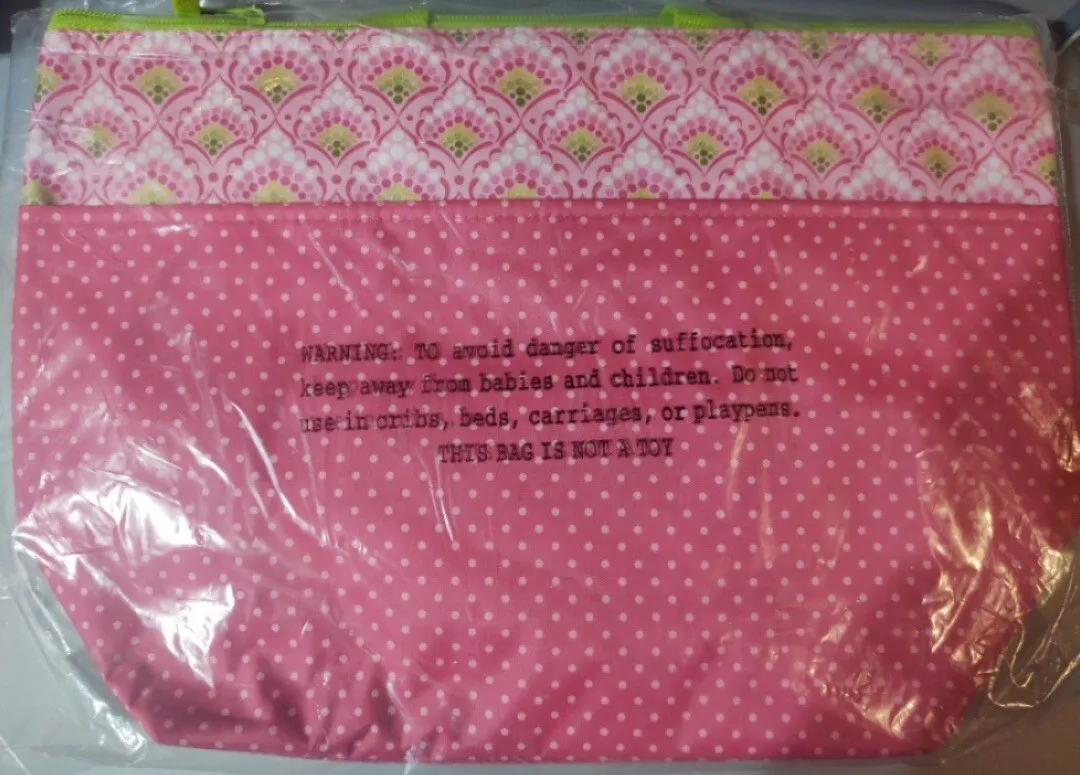 WARNING: TO avoid danger of suffocation,
keep away from babies and children. Do not
use in cribs, beds, carriages, or playpens.
THIS BAG IS NOT A TOY